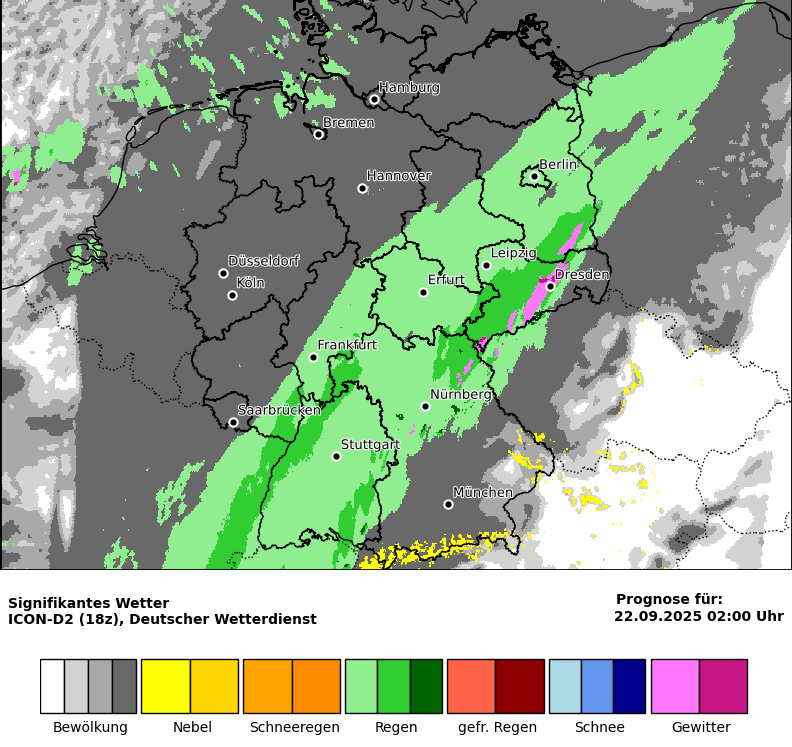 Hamburg
Bremen
Berlin
Hannover
Leipzig
Düsseldorf
Dresden
Köln
Erfurt
Frankfurt
Nürnberg
Saarbrücken
Stuttgart
München
Signifikantes Wetter
ICON-D2 (18z), Deutscher Wetterdienst
Prognose für:
22.09.2025 02:00 Uhr
Bewölkung Nebel Schneeregen Regen gefr. Regen Schnee Gewitter